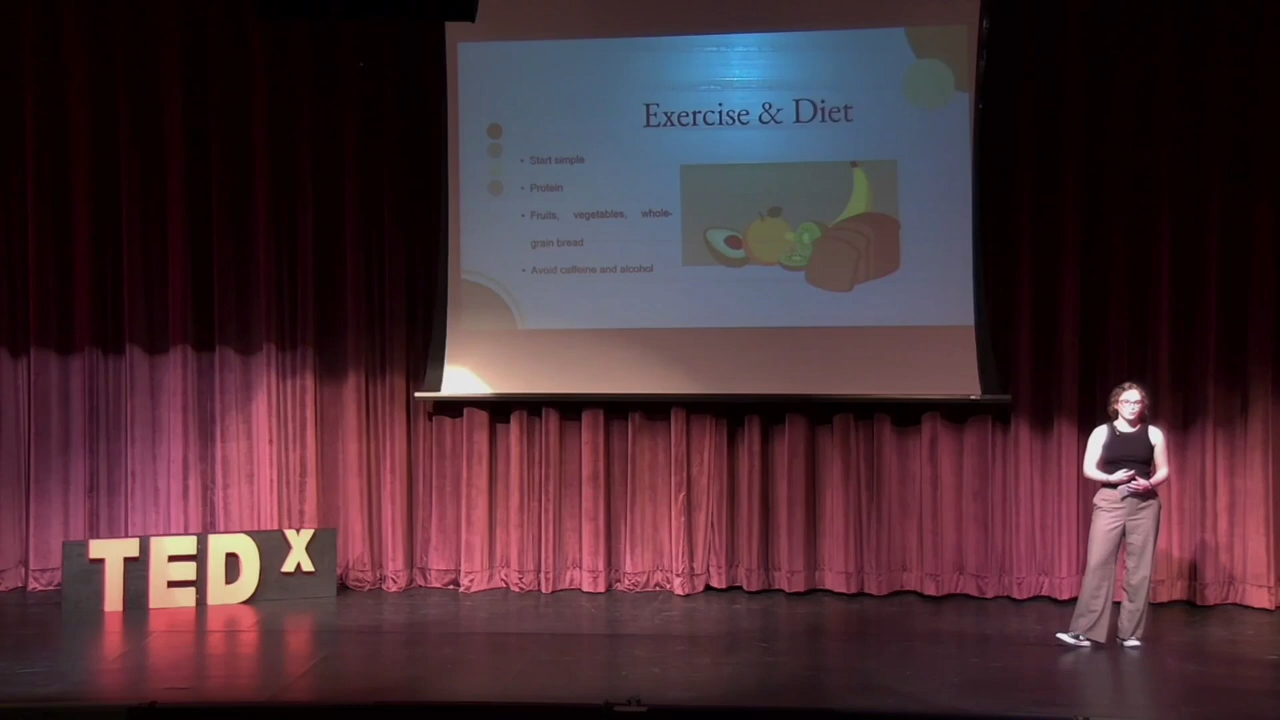 Exercise & Diet
• Start simple
• Protein
• Fruits, vegetables, whole-
grain bread
• Avoid caffeine and alcohol
TEDx